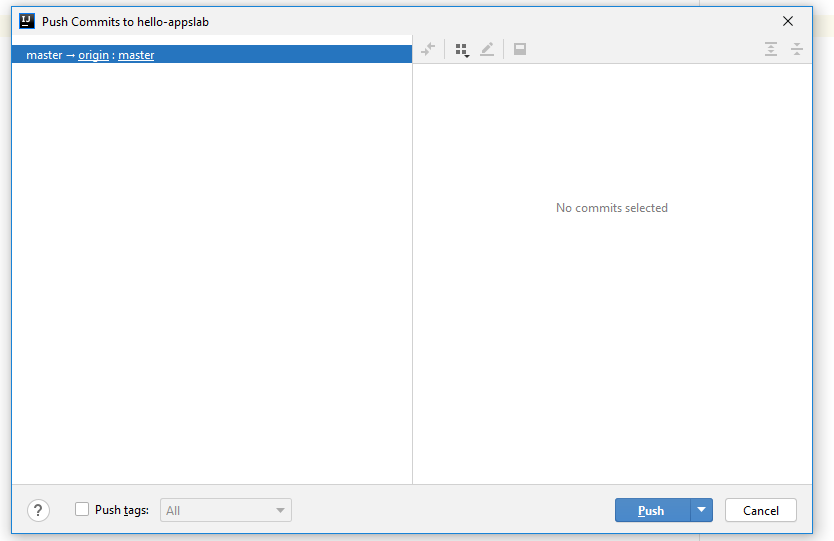 Push Commits to hello-appslab
master → origin : master
No commits selected
? Push tags: All Push Cancel